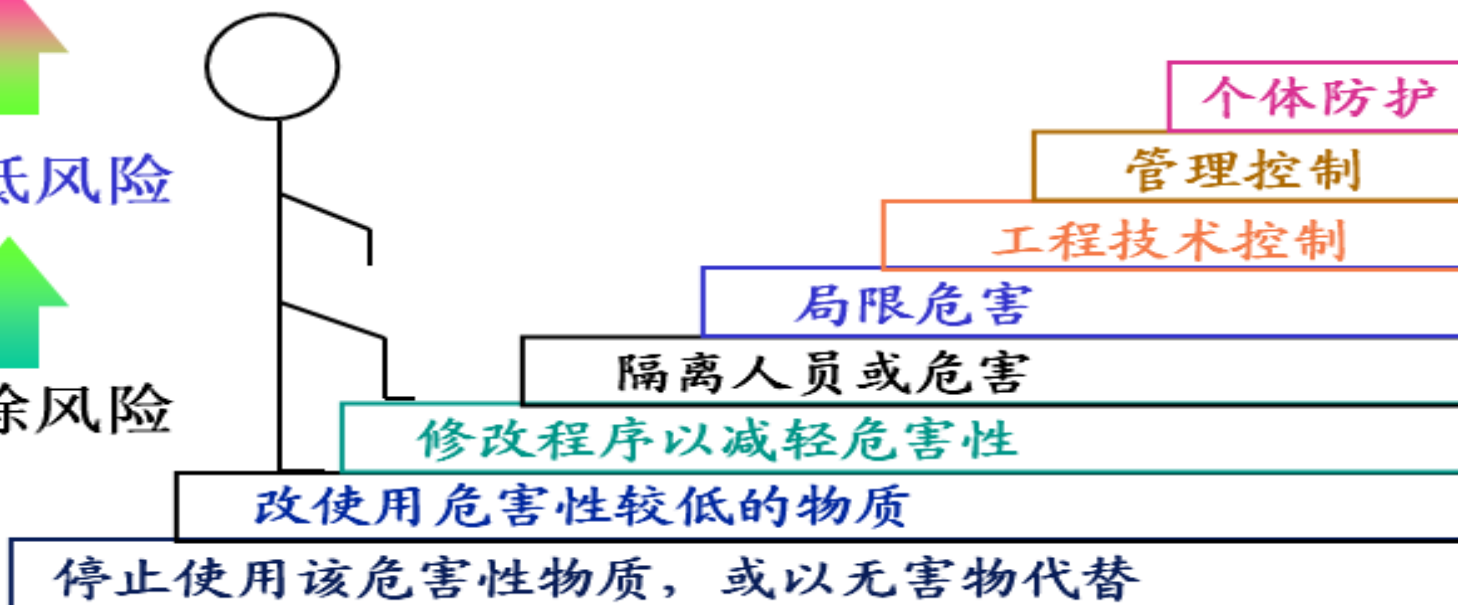 个体防护
管理控制
低风险
工程技术控制
局限危害
隔离人员或危害
除风险
修改程序以减轻危害性
改使用危害性较低的物质
停止使用该危害性物质，或以无害物代替